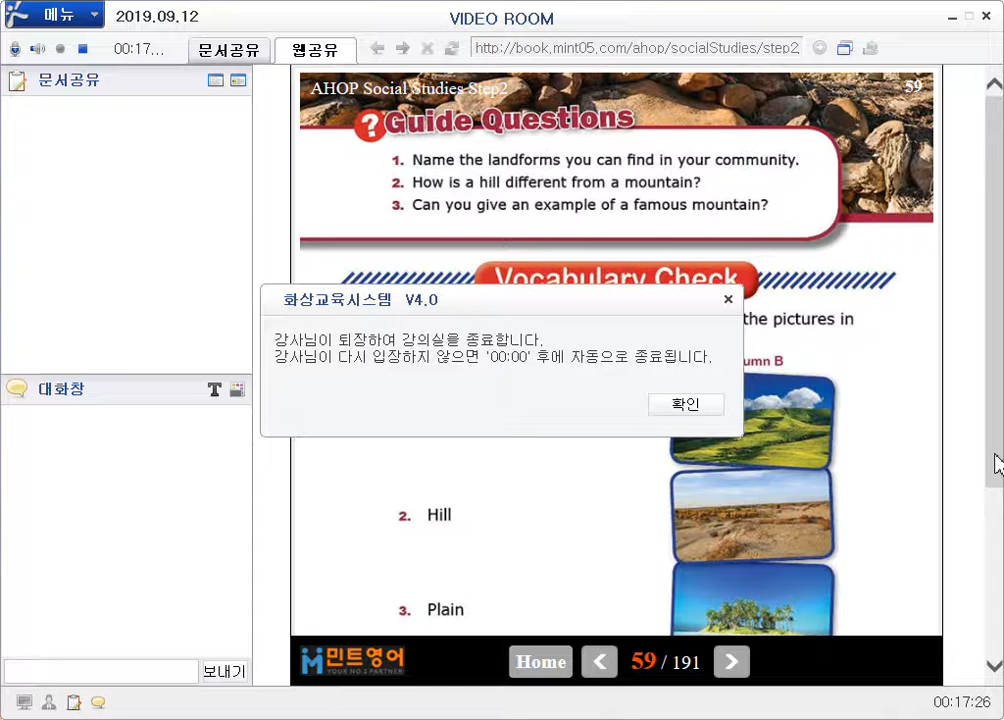 메뉴
2019.09.12
VIDEO ROOM
00:17...
문서공유
웹공유
http://book.mint05.com/ahop/socialStudies/step2
문서공유
AHOP Social Studies Step2
59
? Guide Questions
1. Name the landforms you can find in your community.
2. How is a hill different from a mountain?
3. Can you give an example of a famous mountain?
Vocabulary Check
the pictures in
umn B
화상교육시스템 V4.0
강사님이 퇴장하여 강의실을 종료합니다.
강사님이 다시 입장하지 않으면 '00:00' 후에 자동으로 종료됩니다.
확인
대화창
T
2. Hill
3. Plain
민트영어
YOUR NO.1 PARTNER
Home
59 / 191
보내기
00:17:26